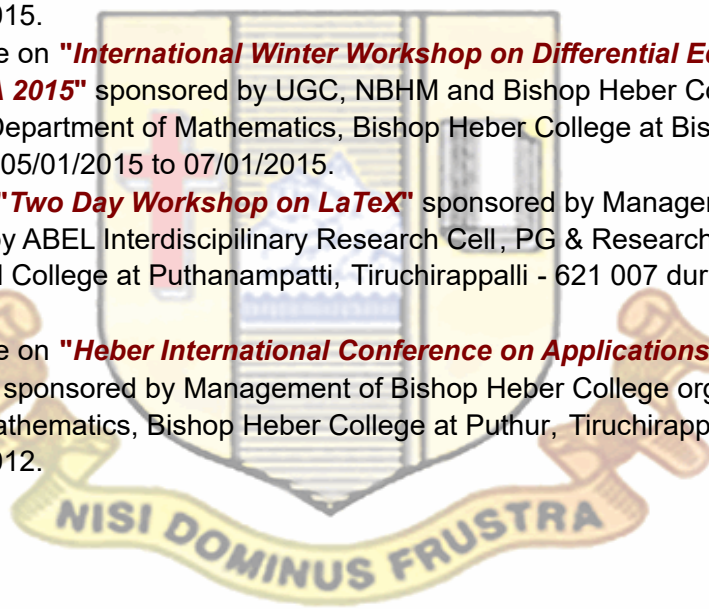 015.
e on "International Winter Workshop on Differential Ec
A 2015" sponsored by UGC, NBHM and Bishop Heber Co
Department of Mathematics, Bishop Heber College at Bis
05/01/2015 to 07/01/2015.
"Two Day Workshop on LaTeX" sponsored by Manager
by ABEL Interdiscipilinary Research Cell, PG & Research
l College at Puthanampatti, Tiruchirappalli - 621 007 duri
e on "Heber International Conference on Applications
sponsored by Management of Bishop Heber College org
athematics, Bishop Heber College at Puthur, Tiruchirapp
012.
NISI DOMINUS FRUSTRA